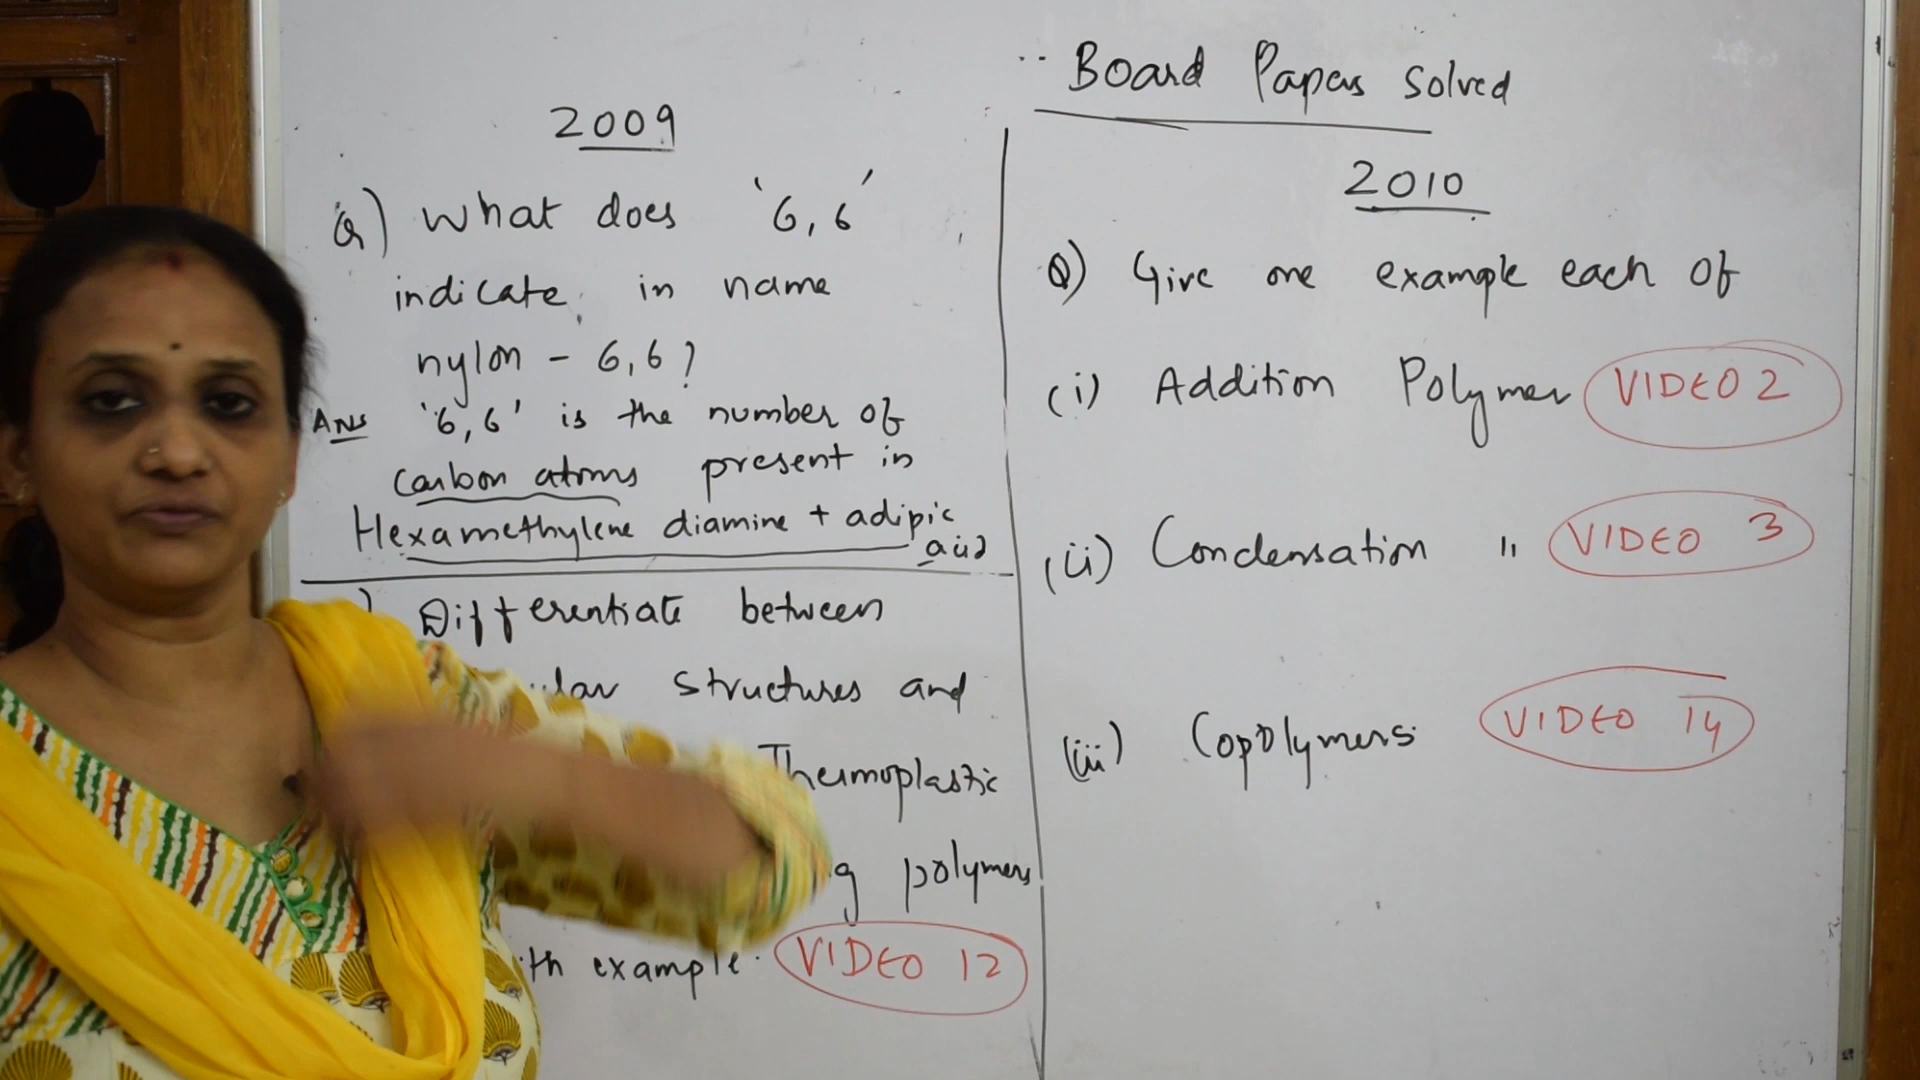 Board Papers Solved
2009
Q) What does '6,6'
indicate in name
nylon - 6,6?
Ans '6,6' is the number of
carbon atoms present in
Hexamethylene diamine + adipic
acid
Differentiate between
structures and
Thermoplastic
polymers
example.
VIDEO 12
2010
Q) Give one example each of
(i) Addition Polymer VIDEO 2
(ii) Condensation " VIDEO 3
(iii) Copolymers VIDEO 14